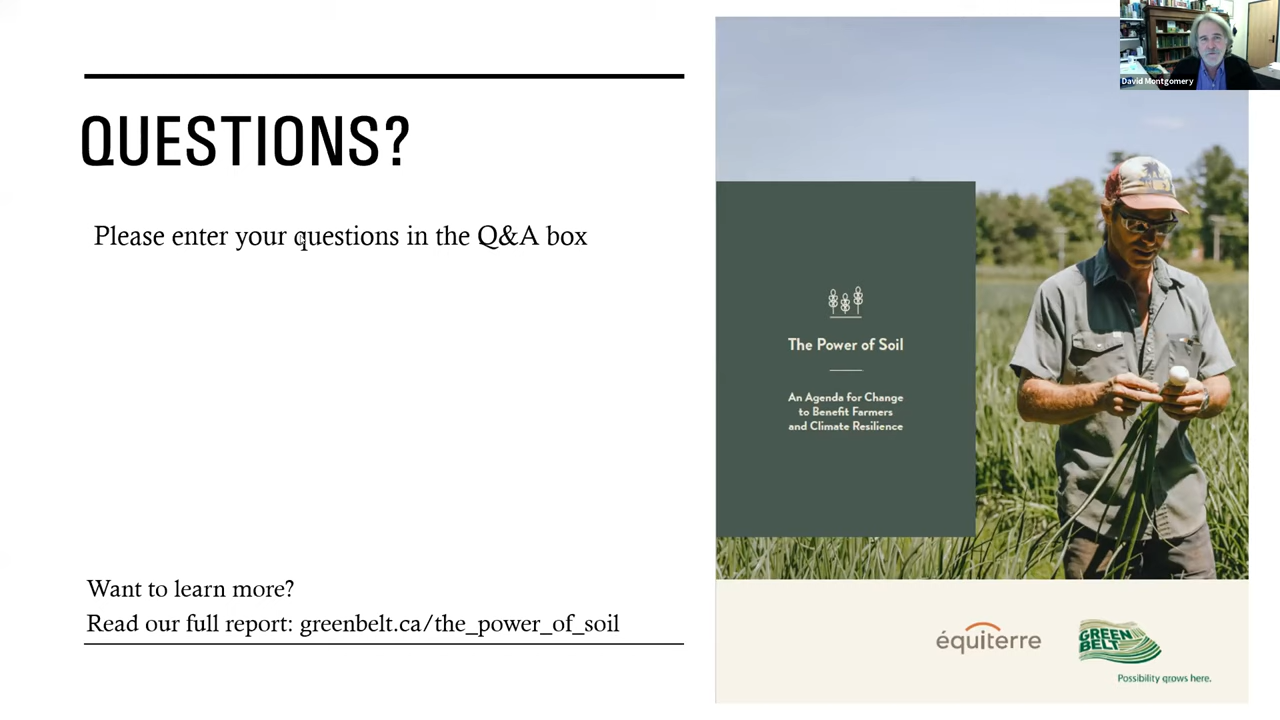 QUESTIONS?
Please enter your questions in the Q&A box
Want to learn more?
Read our full report: greenbelt.ca/the_power_of_soil
David Montgomery
The Power of Soil
An Agenda for Change
to Benefit Farmers
and Climate Resilience
équiterre
GREEN
BELT
Possibility grows here.